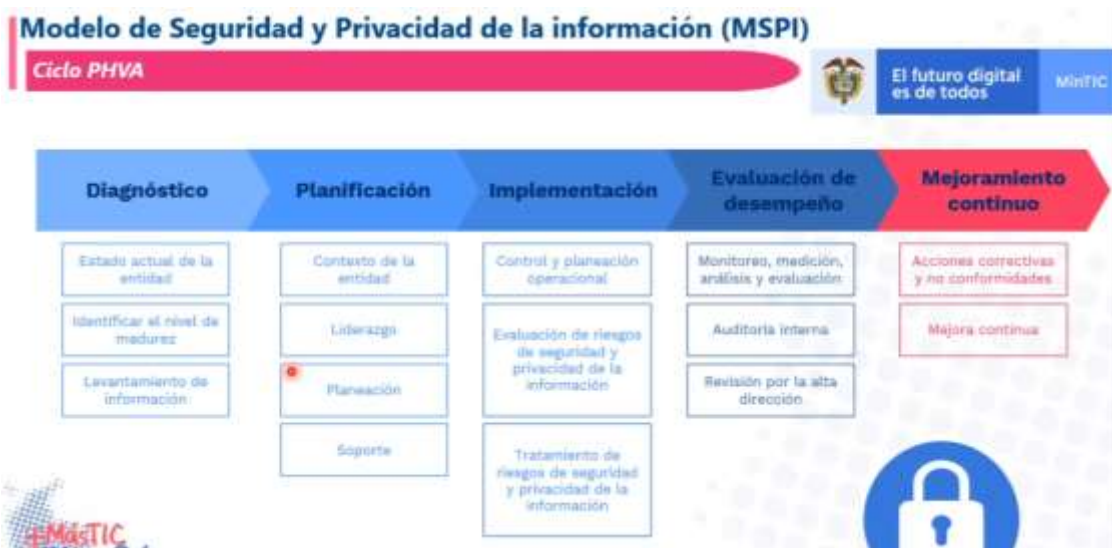 Modelo de Seguridad y Privacidad de la información (MSPI)
Ciclo PHVA
El futuro digital
es de todos
MinTIC
Diagnóstico
Estado actual de la
entidad
Identificar el nivel de
madurez
Levantamiento de
información
Planificación
Contexto de la
entidad
Liderazgo
Planeación
Soporte
Implementación
Control y planeación
operacional
Evaluación de riesgos
de seguridad y
privacidad de la
información
Tratamiento de
riesgos de seguridad
y privacidad de la
información
Evaluación de
desempeño
Monitoreo, medición,
análisis y evaluación
Auditoria interna
Revisión por la alta
dirección
Mejoramiento
continuo
Acciones correctivas
y no conformidades
Mejora continua
+MásTIC